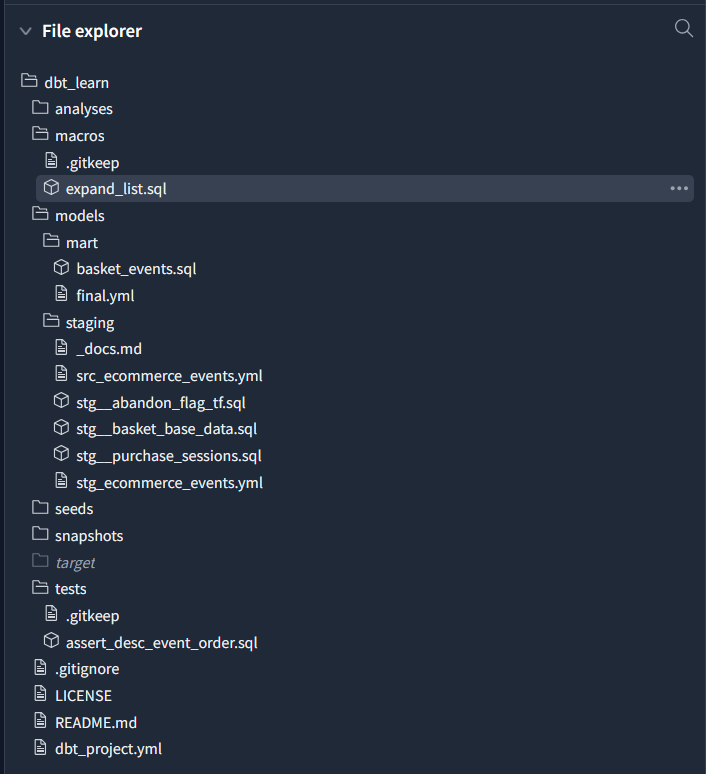 File explorer
dbt_learn
analyses
macros
.gitkeep
expand_list.sql
models
mart
basket_events.sql
final.yml
staging
_docs.md
src_ecommerce_events.yml
stg__abandon_flag_tf.sql
stg__basket_base_data.sql
stg__purchase_sessions.sql
stg_ecommerce_events.yml
seeds
snapshots
target
tests
.gitkeep
assert_desc_event_order.sql
.gitignore
LICENSE
README.md
dbt_project.yml